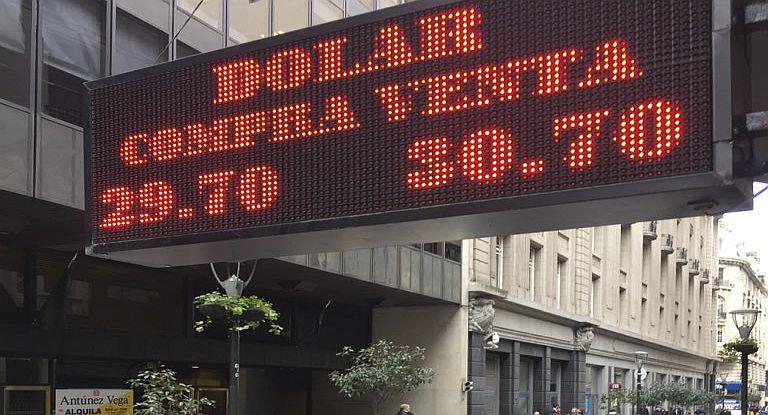 DOLAR
COMPRA VENTA
29.70 30.70
Antúnez Vega
ALQUILA